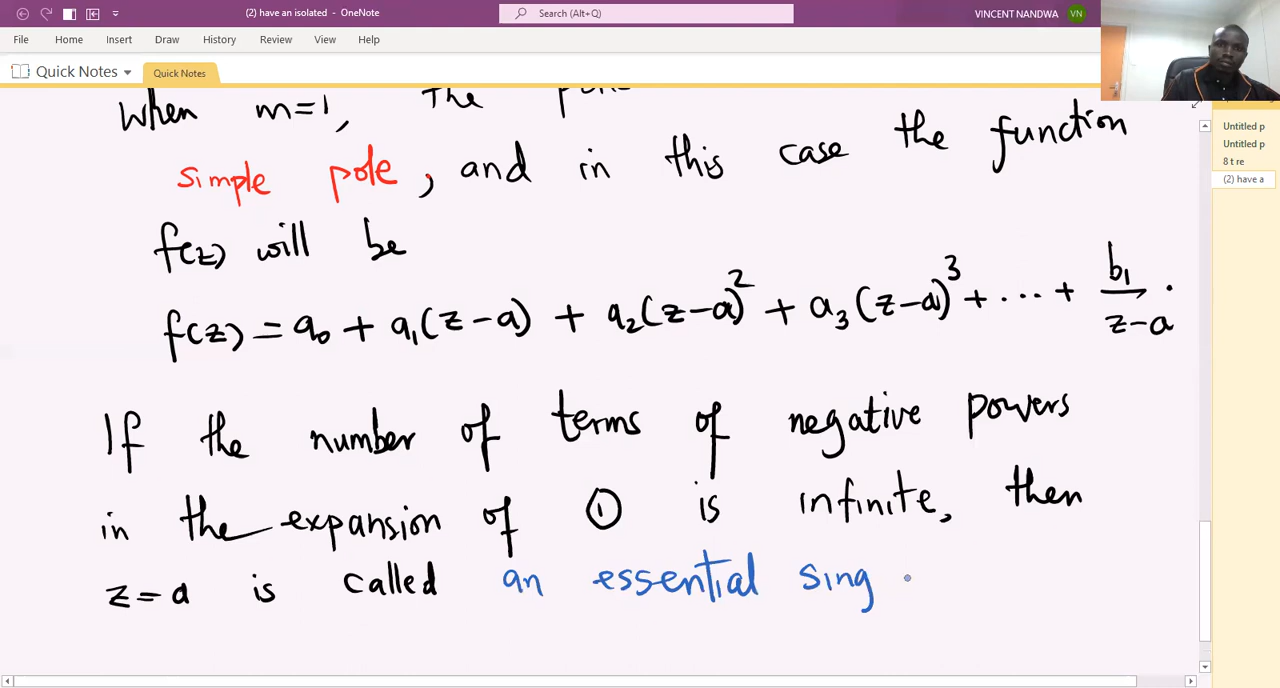 (2) have an isolated - OneNote
Search (Alt+Q)
VINCENT NANDWA
VN
File Home Insert Draw History Review View Help
Quick Notes
Quick Notes
Untitled p
Untitled p
8 t re
(2) have a
When m=1, The
simple pole, and in this case the function
f(z) will be
f(z) = a₀ + a₁(z-a) + a₂(z-a)² + a₃(z-a)³ + ... + b₁/(z-a).
If the number of terms of negative powers
in the expansion of ① is infinite, then
z = a is called an essential sing